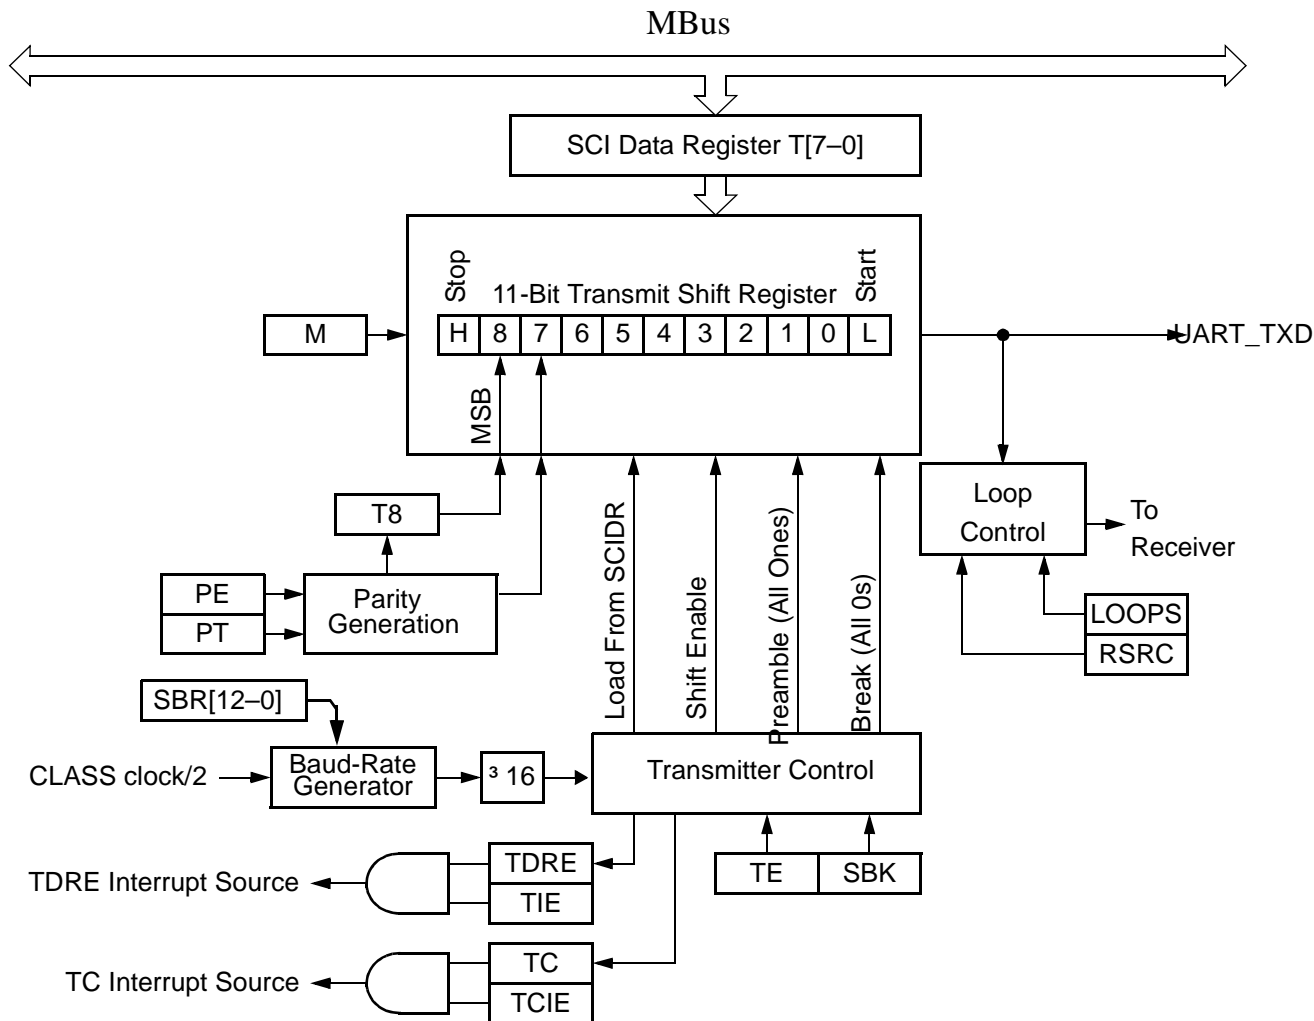 MBus
SCI Data Register T[7–0]
Stop
11-Bit Transmit Shift Register
Start
H 8 7 6 5 4 3 2 1 0 L
M
UART_TXD
MSB
T8
Loop
Control
To
Receiver
PE
PT
Parity
Generation
Load From SCIDR
Shift Enable
Preamble (All Ones)
Break (All 0s)
LOOPS
RSRC
SBR[12–0]
CLASS clock/2
Baud-Rate
Generator
³ 16
Transmitter Control
TE
SBK
TDRE Interrupt Source
TDRE
TIE
TC Interrupt Source
TC
TCIE